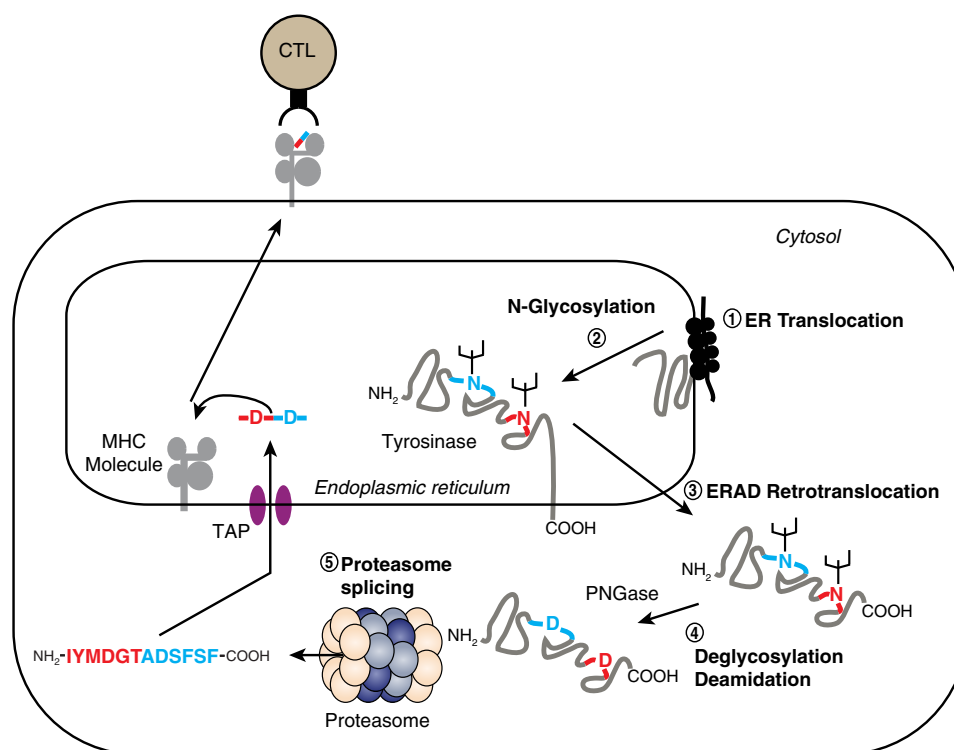 CTL
Cytosol
N-Glycosylation
②
① ER Translocation
NH2
N
N
Tyrosinase
D D
MHC
Molecule
Endoplasmic reticulum
COOH
TAP
③ ERAD Retrotranslocation
NH2
N
N
COOH
⑤ Proteasome
splicing
PNGase
④
Deglycosylation
Deamidation
NH2
D
D
COOH
NH2-IYMDGTADSFSF-COOH
Proteasome